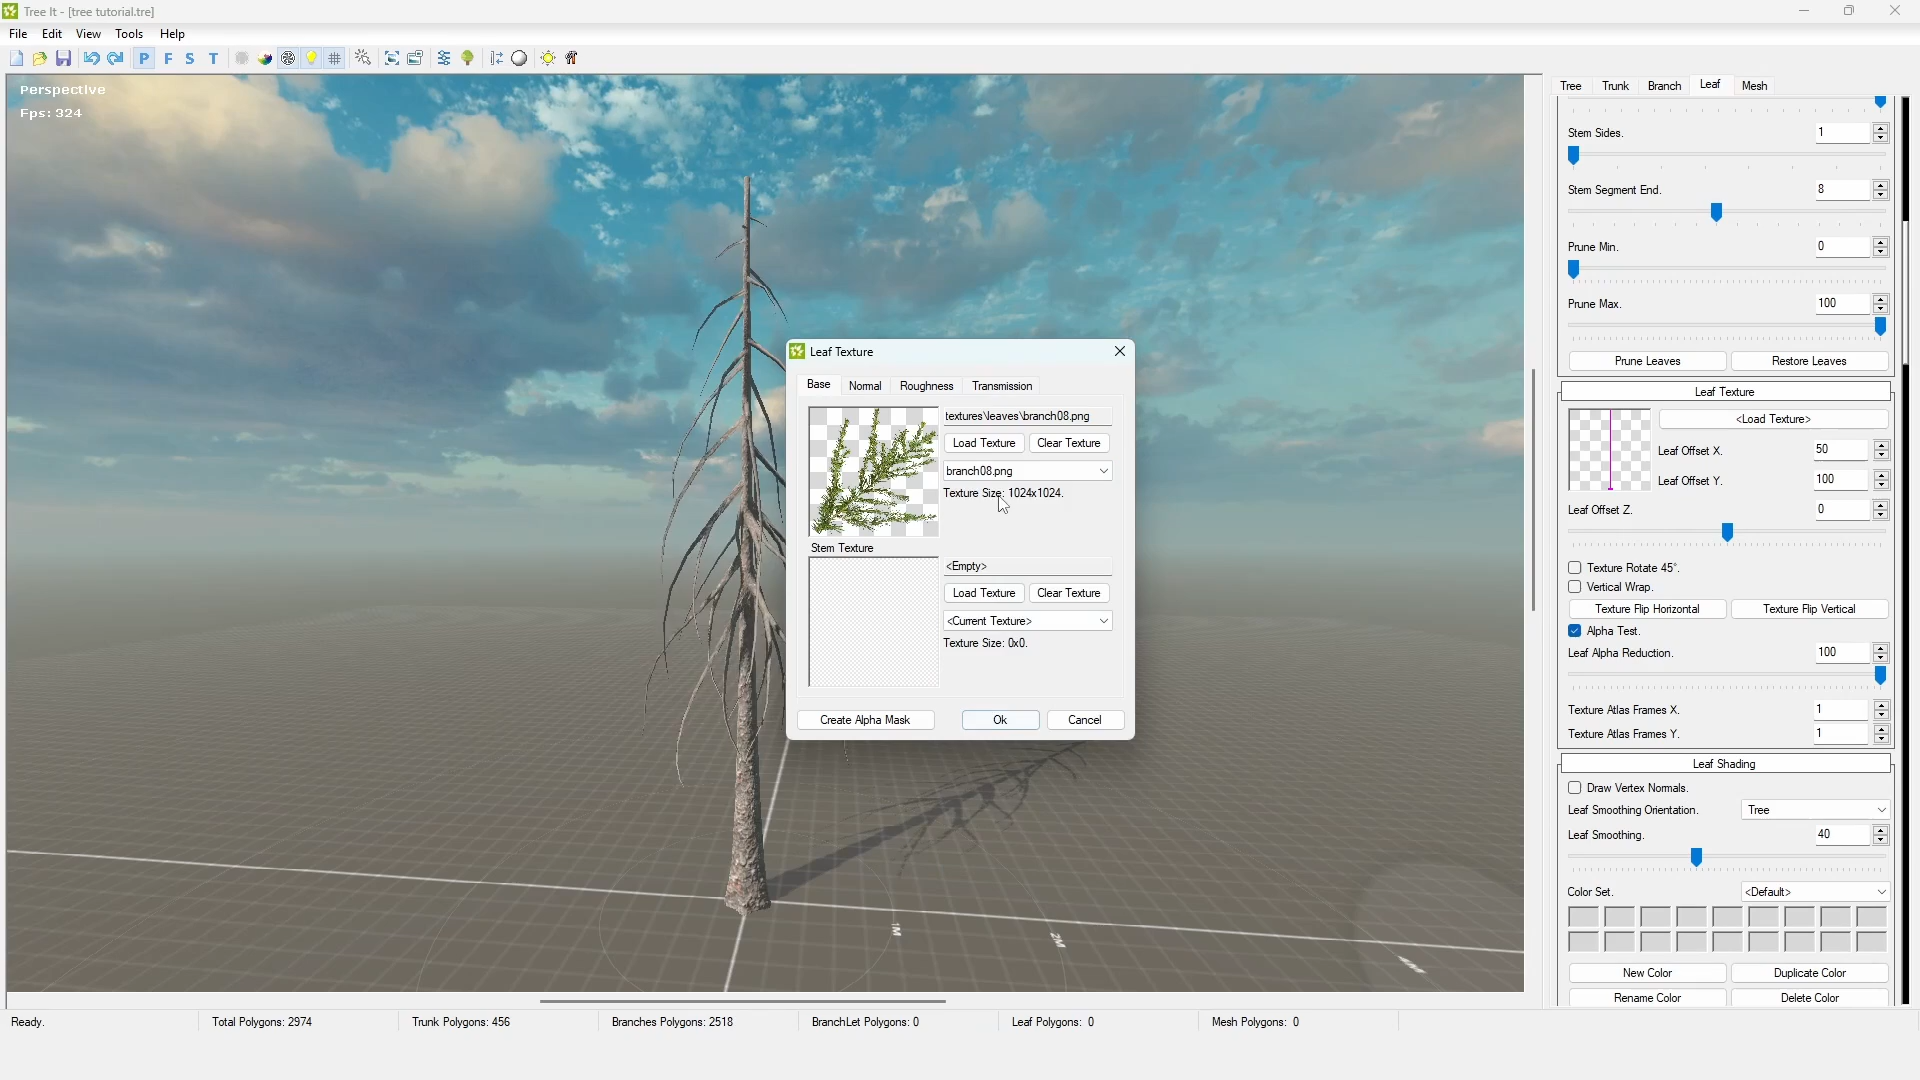 Tree It - [tree tutorial.tre]
File Edit View Tools Help
P F S T
Perspective
Fps: 324
1M
2M
Tree Trunk Branch Leaf Mesh
Stem Sides. 1
Stem Segment End. 8
Prune Min. 0
Prune Max. 100
Prune Leaves Restore Leaves
Leaf Texture
<Load Texture>
Leaf Offset X. 50
Leaf Offset Y. 100
Leaf Offset Z. 0
Texture Rotate 45°.
Vertical Wrap.
Texture Flip Horizontal Texture Flip Vertical
Alpha Test.
Leaf Alpha Reduction. 100
Texture Atlas Frames X. 1
Texture Atlas Frames Y. 1
Leaf Shading
Draw Vertex Normals.
Leaf Smoothing Orientation. Tree
Leaf Smoothing. 40
Color Set. <Default>
New Color Duplicate Color
Rename Color Delete Color
Leaf Texture
Base Normal Roughness Transmission
textures\leaves\branch08.png
Load Texture Clear Texture
branch08.png
Texture Size: 1024x1024.
Stem Texture
<Empty>
Load Texture Clear Texture
<Current Texture>
Texture Size: 0x0.
Create Alpha Mask Ok Cancel
Ready. Total Polygons: 2974 Trunk Polygons: 456 Branches Polygons: 2518 BranchLet Polygons: 0 Leaf Polygons: 0 Mesh Polygons: 0